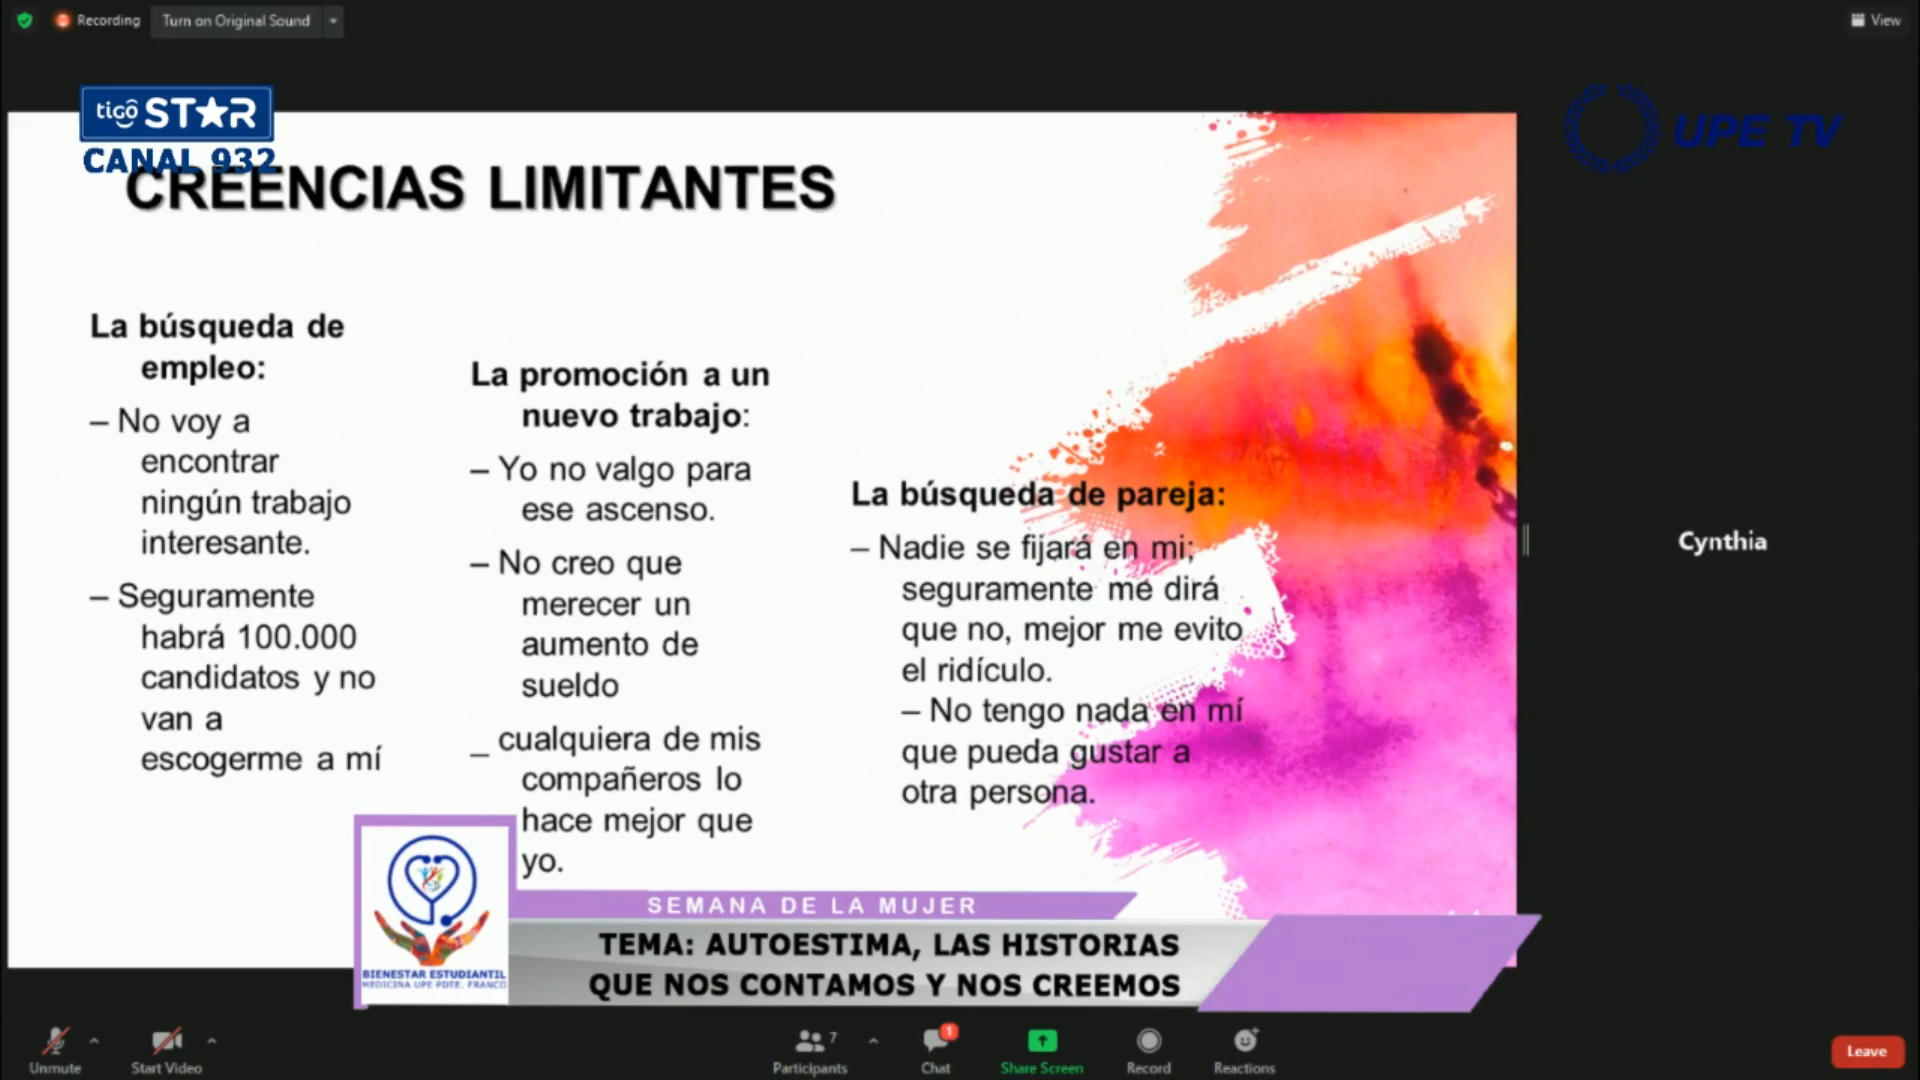 Recording
Turn on Original Sound
View
tigo STAR
CANAL 932
UPE TV
CREENCIAS LIMITANTES
La búsqueda de
empleo:
– No voy a
encontrar
ningún trabajo
interesante.
– Seguramente
habrá 100.000
candidatos y no
van a
escogerme a mí
La promoción a un
nuevo trabajo:
– Yo no valgo para
ese ascenso.
– No creo que
merecer un
aumento de
sueldo
– cualquiera de mis
compañeros lo
hace mejor que
yo.
La búsqueda de pareja:
– Nadie se fijará en mi;
seguramente me dirá
que no, mejor me evito
el ridículo.
– No tengo nada en mí
que pueda gustar a
otra persona.
Cynthia
BIENESTAR ESTUDIANTIL
MEDICINA UPE PDTE. FRANCO
SEMANA DE LA MUJER
TEMA: AUTOESTIMA, LAS HISTORIAS
QUE NOS CONTAMOS Y NOS CREEMOS
Unmute
Start Video
7
Participants
1
Chat
Share Screen
Record
Reactions
Leave